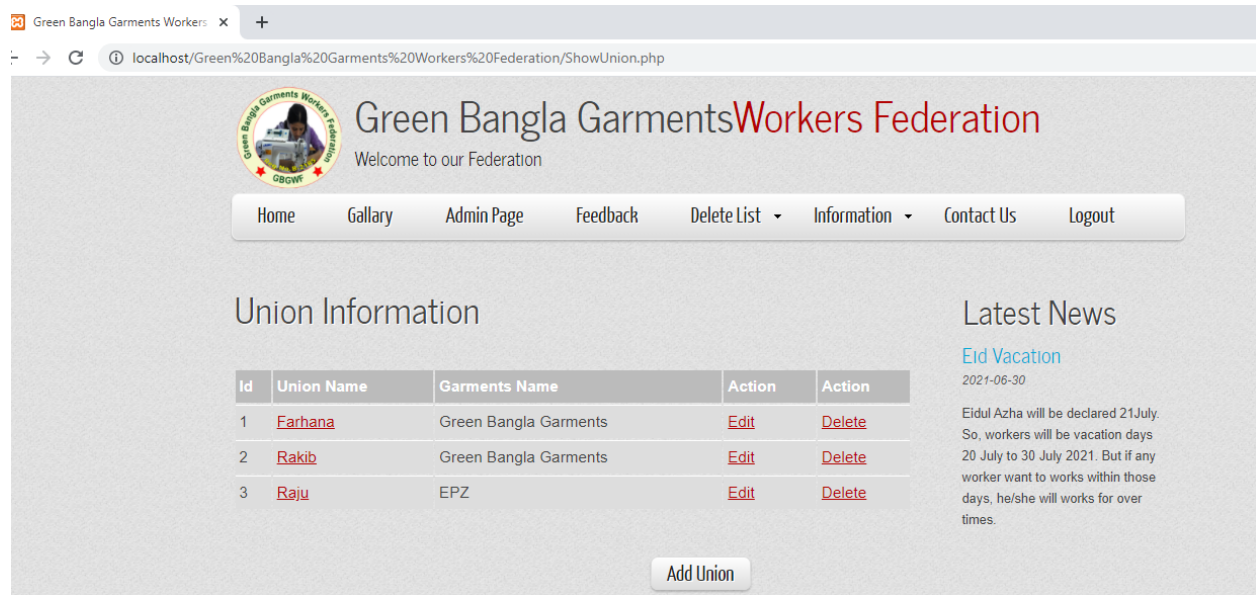 Green Bangla Garments Workers
localhost/Green%20Bangla%20Garments%20Workers%20Federation/ShowUnion.php
Green Bangla Garments Workers Federation
GBGWF
Green Bangla GarmentsWorkers Federation
Welcome to our Federation
Home Gallary Admin Page Feedback Delete List Information Contact Us Logout
Union Information
Id Union Name Garments Name Action Action
1 Farhana Green Bangla Garments Edit Delete
2 Rakib Green Bangla Garments Edit Delete
3 Raju EPZ Edit Delete
Add Union
Latest News
Eid Vacation
2021-06-30
Eidul Azha will be declared 21July.
So, workers will be vacation days
20 July to 30 July 2021. But if any
worker want to works within those
days, he/she will works for over
times.